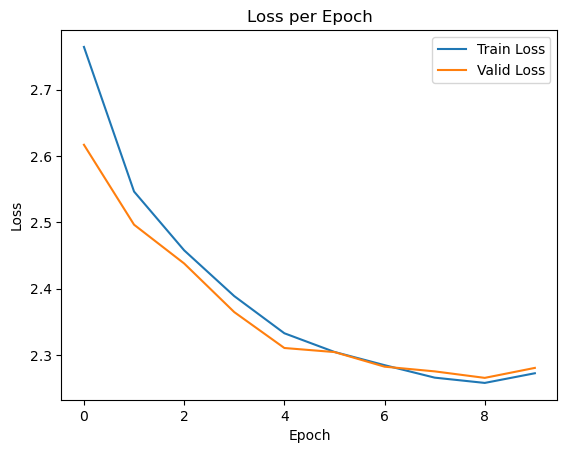 Loss per Epoch
Train Loss
Valid Loss
Loss
2.7
2.6
2.5
2.4
2.3
0 2 4 6 8
Epoch